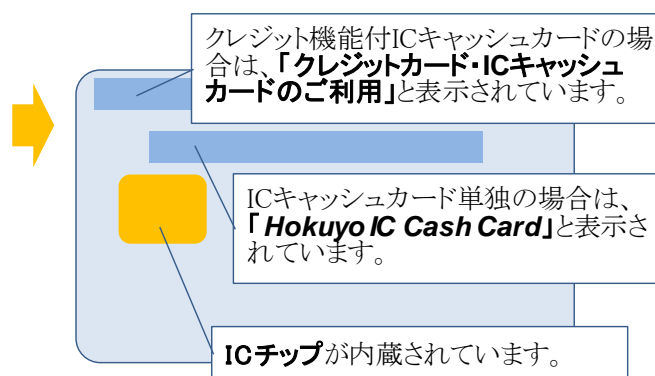 クレジット機能付ICキャッシュカードの場
合は、「クレジットカード・ICキャッシュ
カードのご利用」と表示されています。
ICキャッシュカード単独の場合は、
「Hokuyo IC Cash Card」と表示さ
れています。
ICチップが内蔵されています。